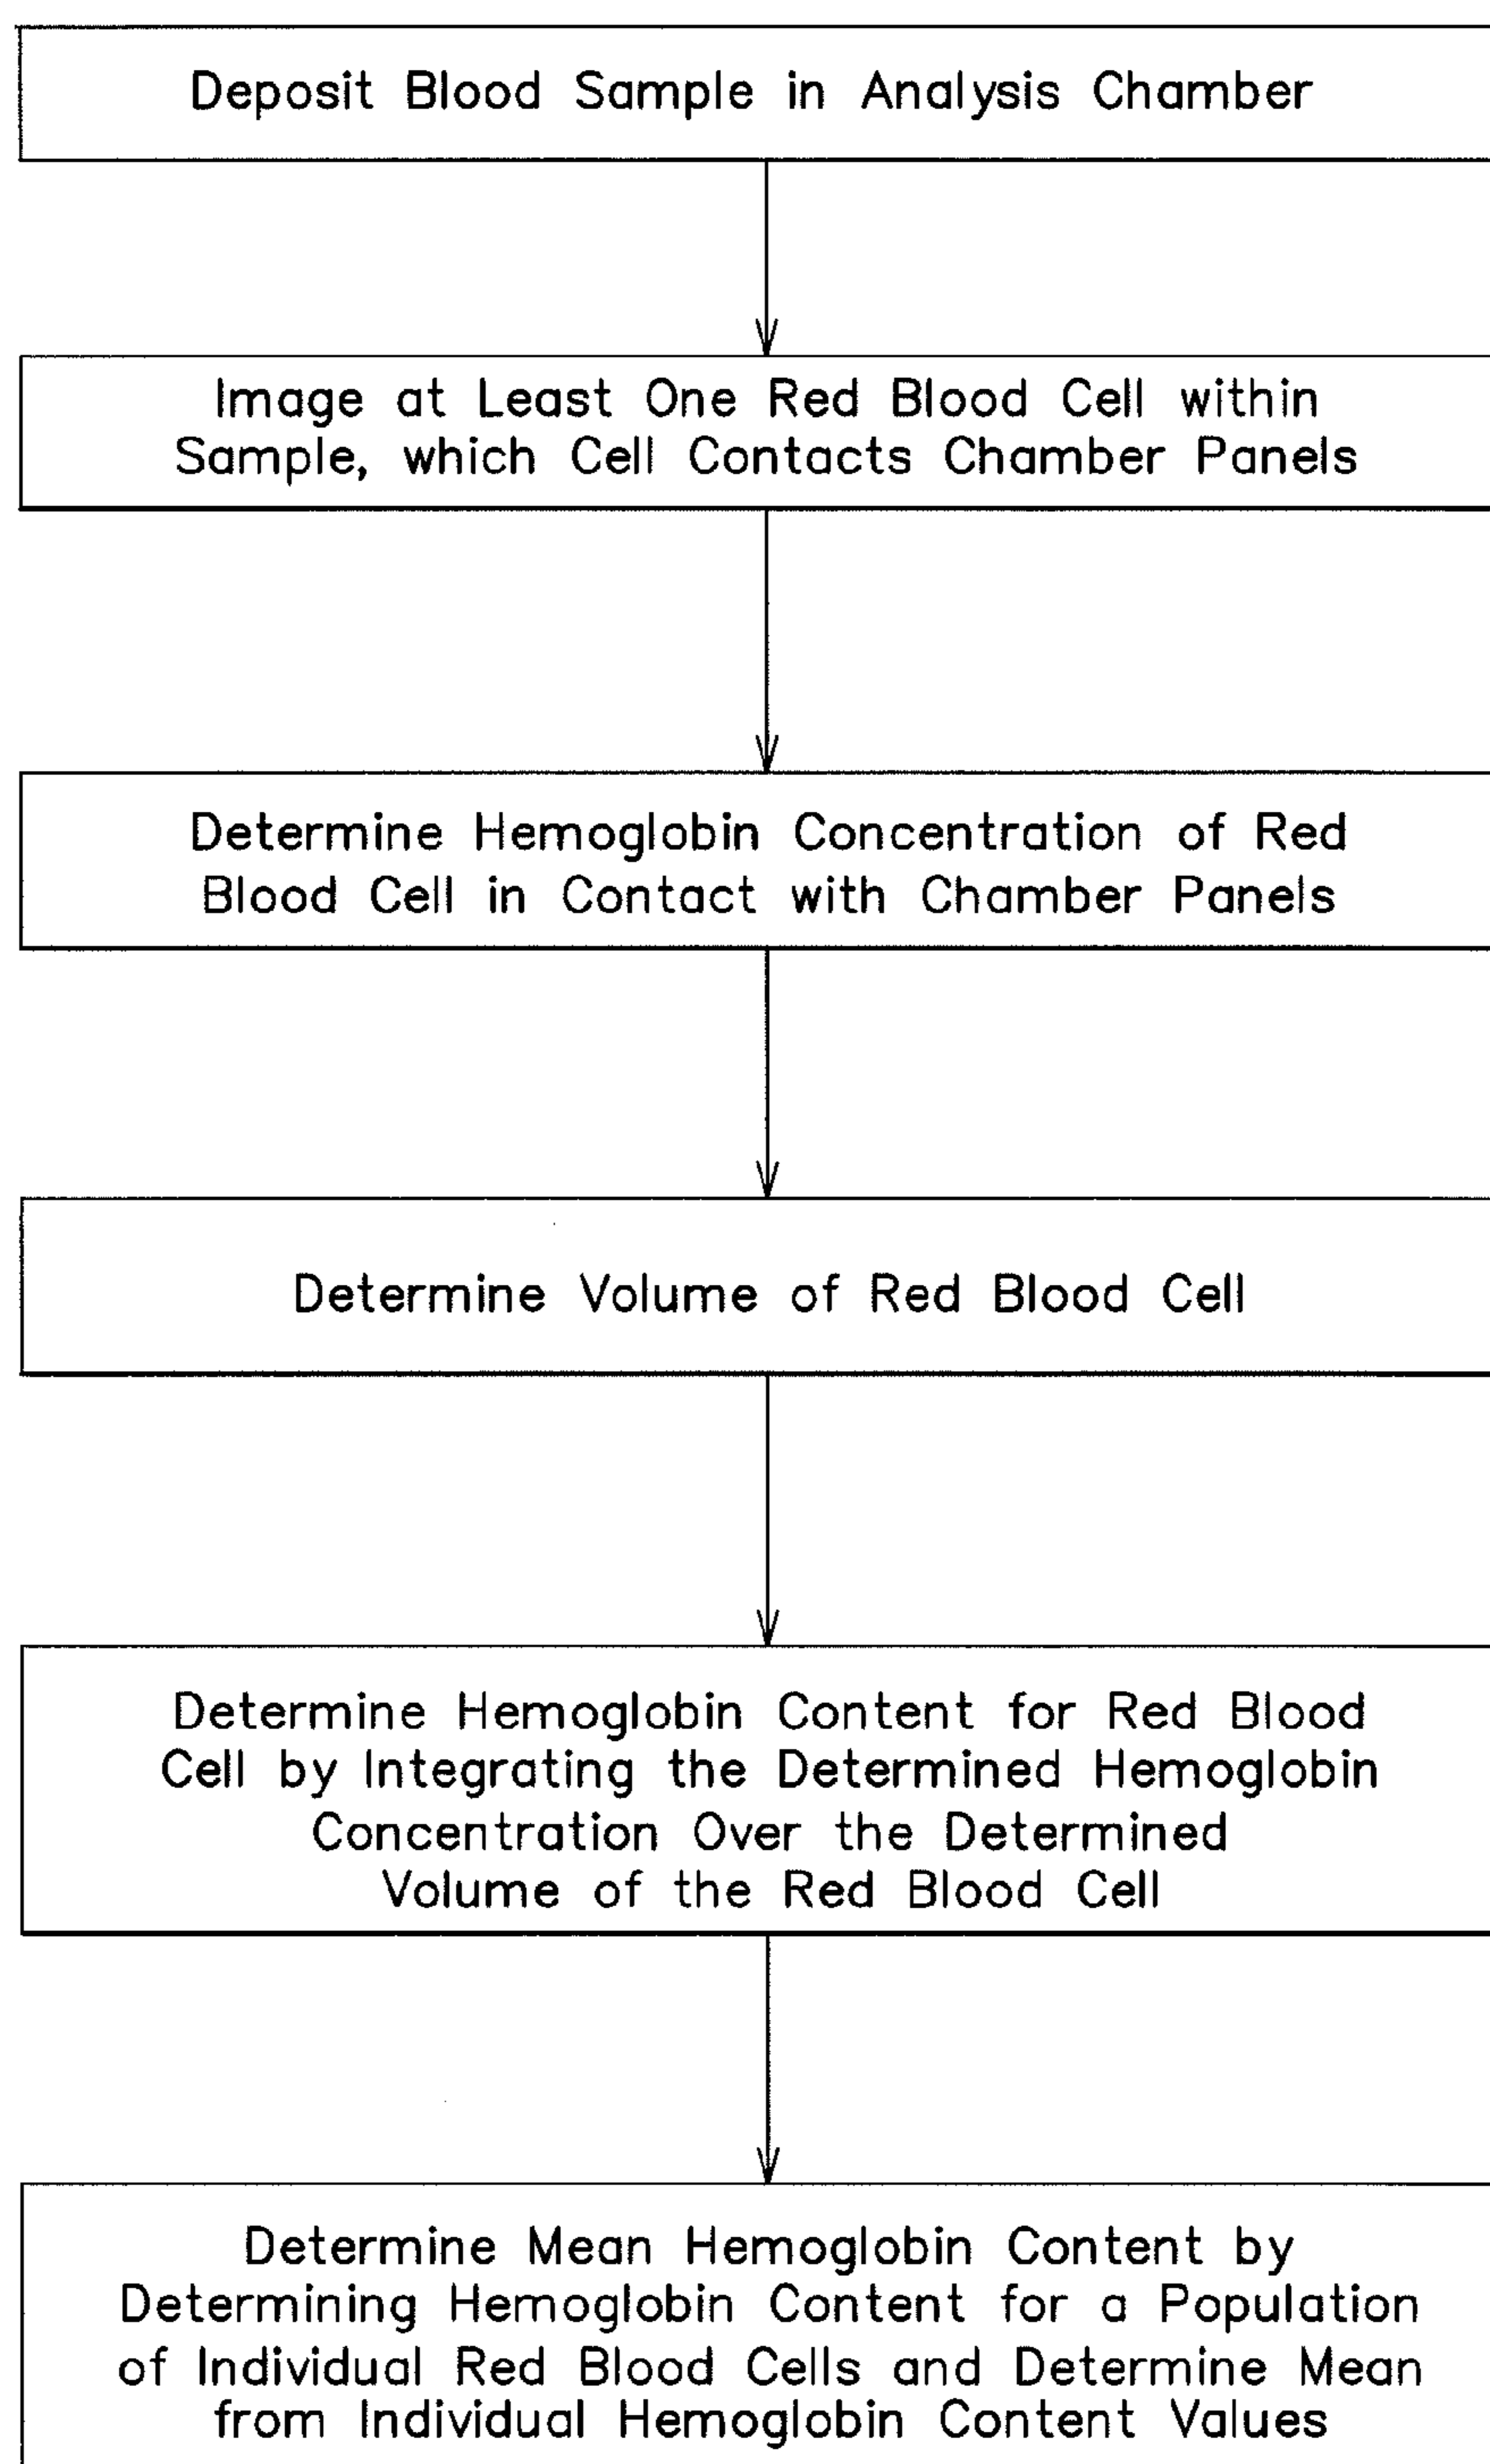 Deposit Blood Sample in Analysis Chamber
Image at Least One Red Blood Cell within
Sample, which Cell Contacts Chamber Panels
Determine Hemoglobin Concentration of Red
Blood Cell in Contact with Chamber Panels
Determine Volume of Red Blood Cell
Determine Hemoglobin Content for Red Blood
Cell by Integrating the Determined Hemoglobin
Concentration Over the Determined
Volume of the Red Blood Cell
Determine Mean Hemoglobin Content by
Determining Hemoglobin Content for a Population
of Individual Red Blood Cells and Determine Mean
from Individual Hemoglobin Content Values